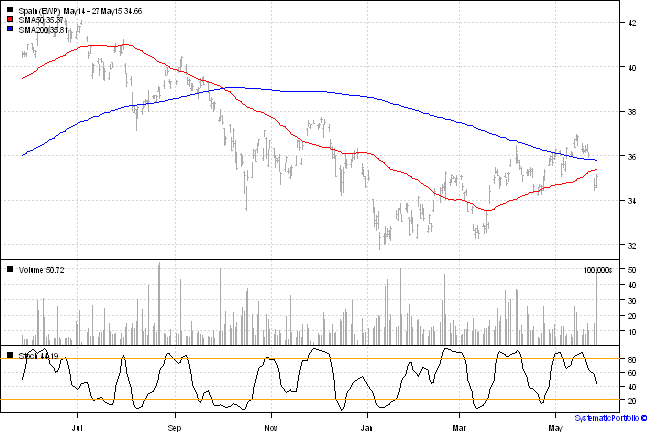 Spain (EWP) May14 - 27May15 34.66
SMA50 35.37
SMA200 35.81
42
40
38
36
34
32
Volume 50.72
100,000s
50
40
30
20
10
Stoch 44.19
80
60
40
20
Jul Sep Nov Jan Mar May
SystematicPortfolio ©